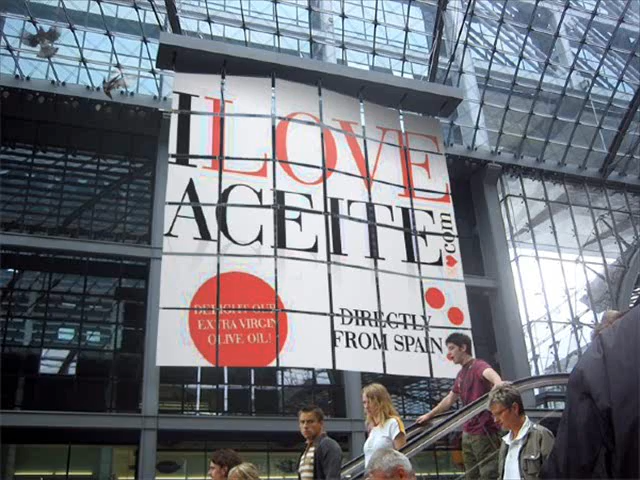 I LOVE
ACEITE
.com
DELIGHT OUR
EXTRA VIRGIN
OLIVE OIL!
DIRECTLY
FROM SPAIN